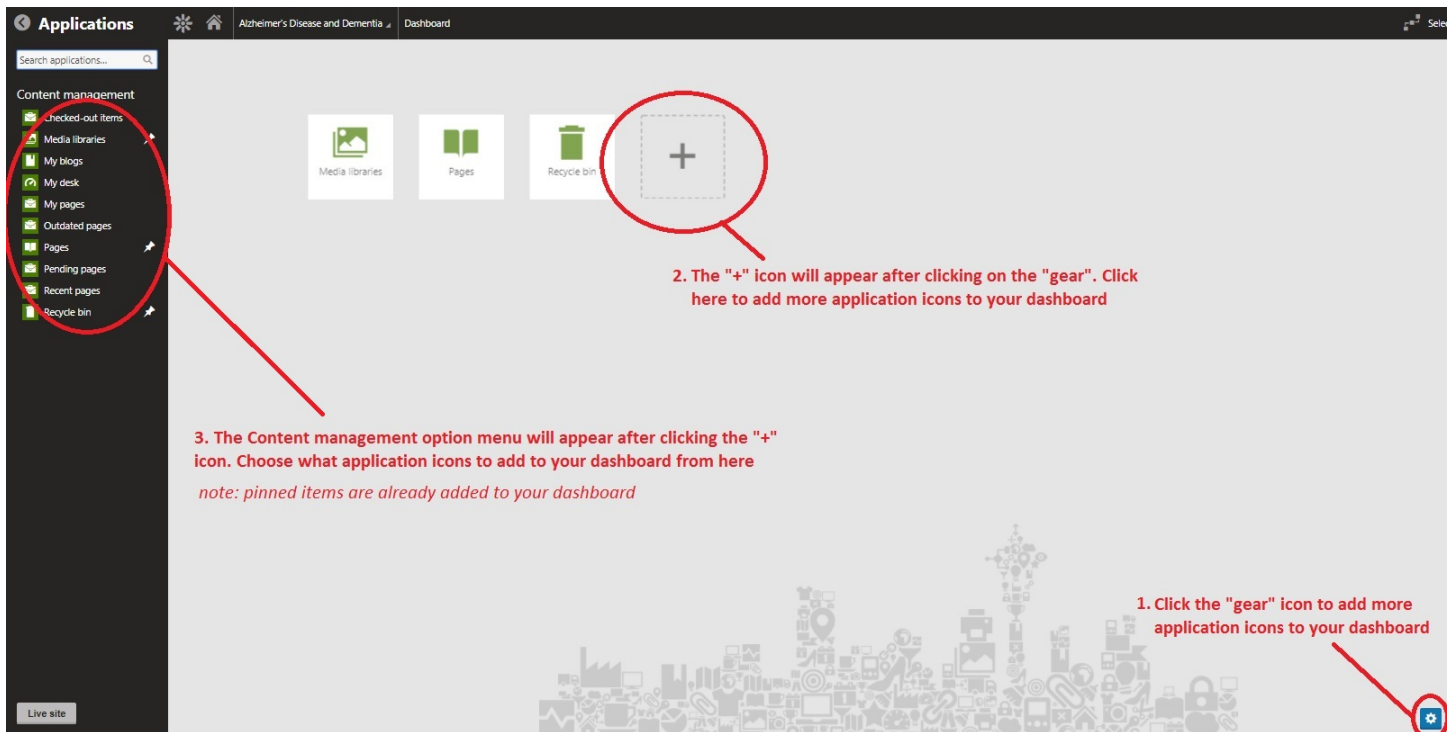 Applications
Alzheimer's Disease and Dementia
Dashboard
Search applications...
Content management
Checked-out items
Media libraries
My blogs
My desk
My pages
Outdated pages
Pages
Pending pages
Recent pages
Recycle bin
Media libraries
Pages
Recycle bin
2. The "+" icon will appear after clicking on the "gear". Click
here to add more application icons to your dashboard
3. The Content management option menu will appear after clicking the "+"
icon. Choose what application icons to add to your dashboard from here
note: pinned items are already added to your dashboard
1. Click the "gear" icon to add more
application icons to your dashboard
Live site